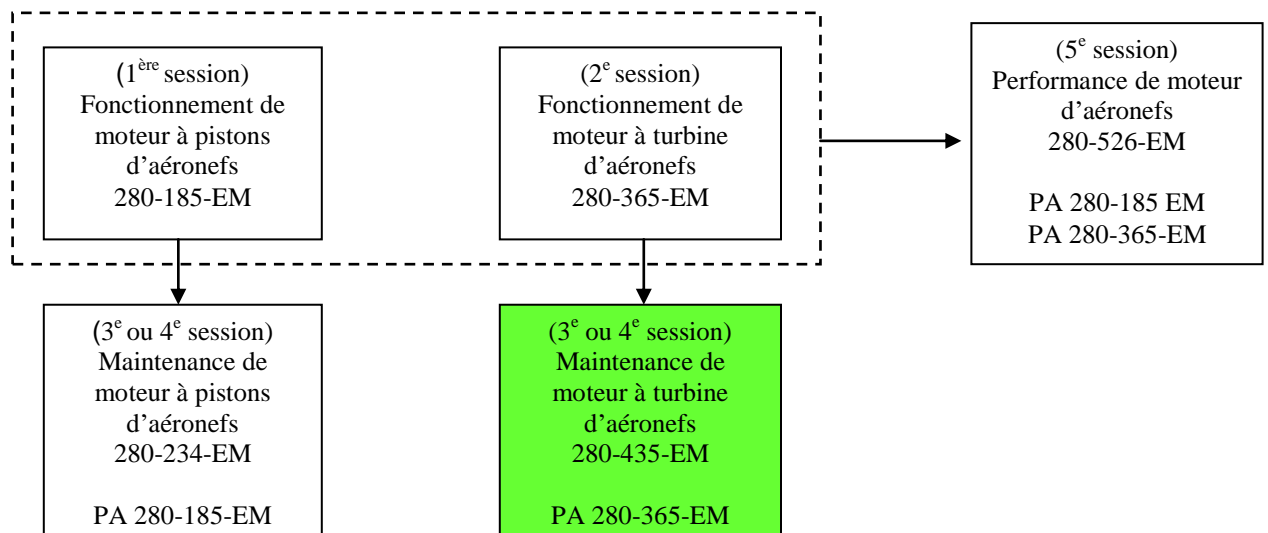 (1ère session)
Fonctionnement de
moteur à pistons
d'aéronefs
280-185-EM
(2e session)
Fonctionnement de
moteur à turbine
d'aéronefs
280-365-EM
(5e session)
Performance de moteur
d'aéronefs
280-526-EM
PA 280-185 EM
PA 280-365-EM
(3e ou 4e session)
Maintenance de
moteur à pistons
d'aéronefs
280-234-EM
PA 280-185-EM
(3e ou 4e session)
Maintenance de
moteur à turbine
d'aéronefs
280-435-EM
PA 280-365-EM